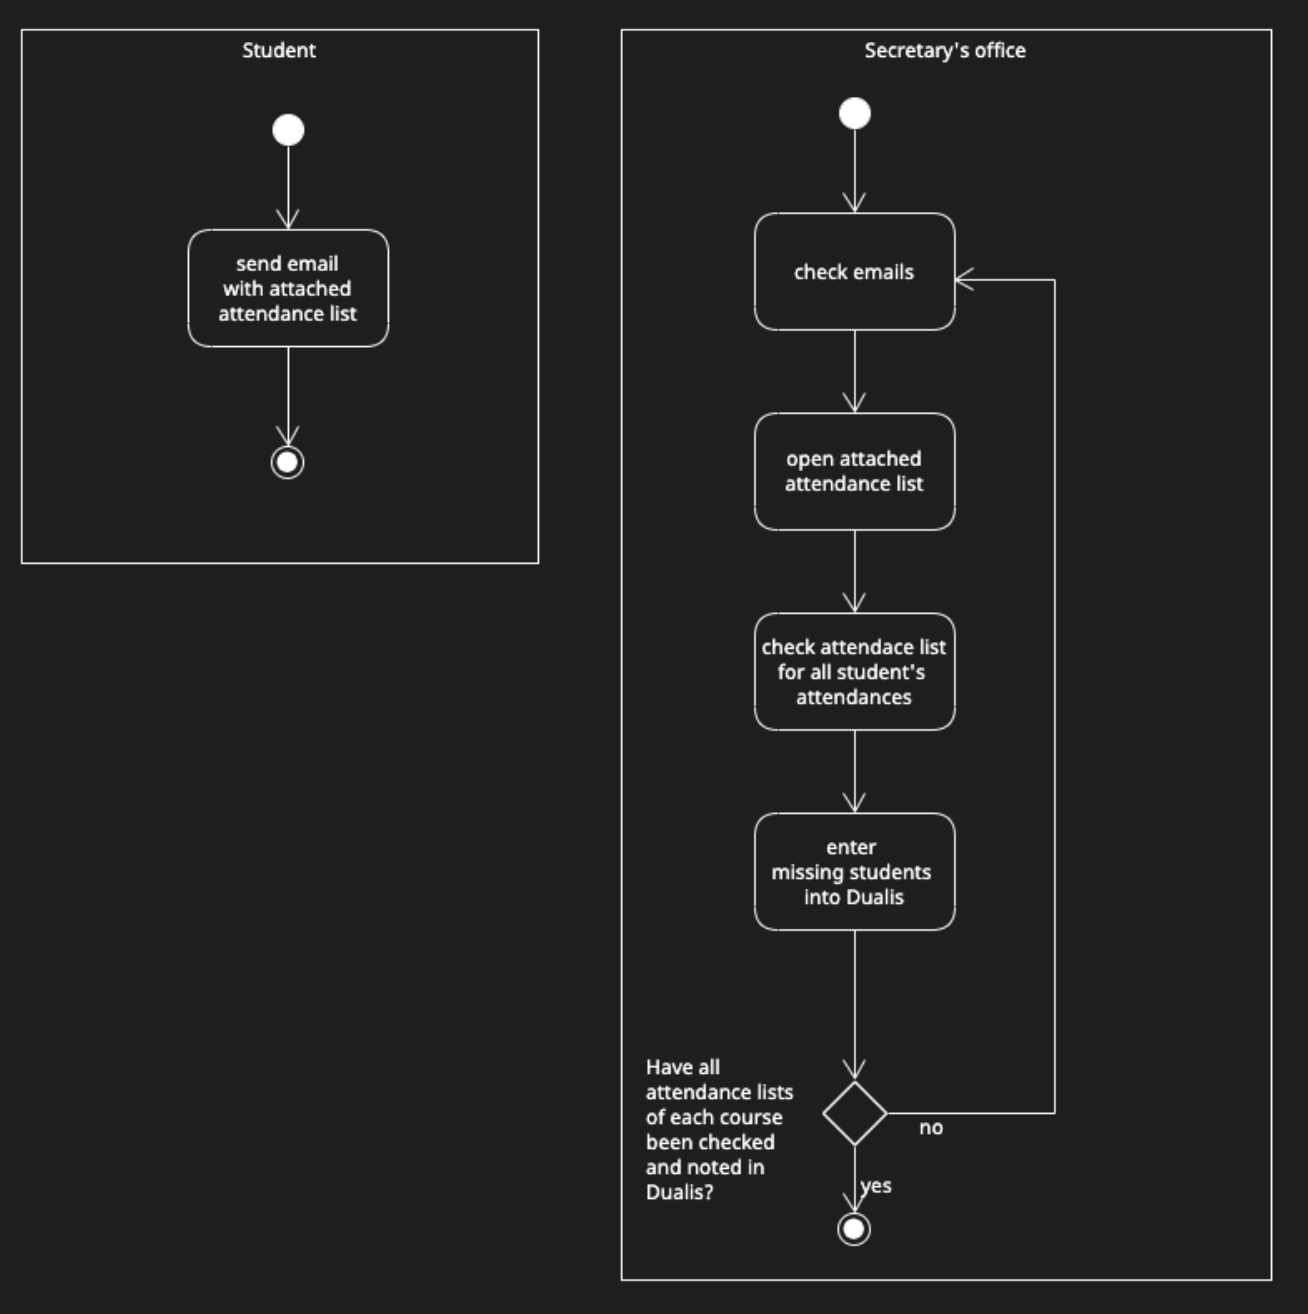 Student
send email
with attached
attendance list
Secretary's office
check emails
open attached
attendance list
check attendace list
for all student's
attendances
enter
missing students
into Dualis
Have all
attendance lists
of each course
been checked
and noted in
Dualis?
no
yes